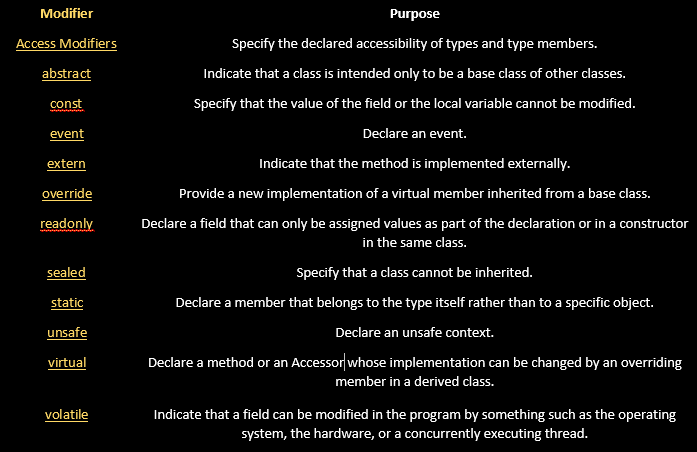 Modifier Purpose
Access Modifiers Specify the declared accessibility of types and type members.
abstract Indicate that a class is intended only to be a base class of other classes.
const Specify that the value of the field or the local variable cannot be modified.
event Declare an event.
extern Indicate that the method is implemented externally.
override Provide a new implementation of a virtual member inherited from a base class.
readonly Declare a field that can only be assigned values as part of the declaration or in a constructor
in the same class.
sealed Specify that a class cannot be inherited.
static Declare a member that belongs to the type itself rather than to a specific object.
unsafe Declare an unsafe context.
virtual Declare a method or an Accessor whose implementation can be changed by an overriding
member in a derived class.
volatile Indicate that a field can be modified in the program by something such as the operating
system, the hardware, or a concurrently executing thread.